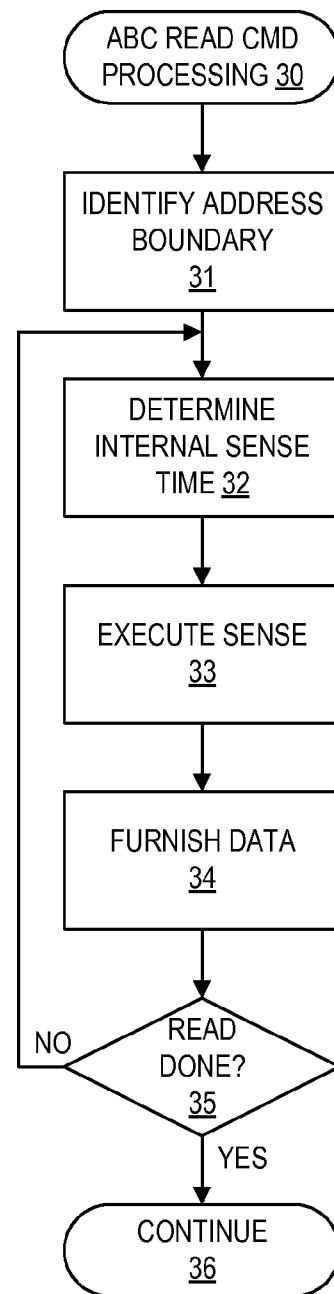 ABC READ CMD
PROCESSING 30
IDENTIFY ADDRESS
BOUNDARY
31
DETERMINE
INTERNAL SENSE
TIME 32
EXECUTE SENSE
33
FURNISH DATA
34
NO
READ
DONE?
35
YES
CONTINUE
36